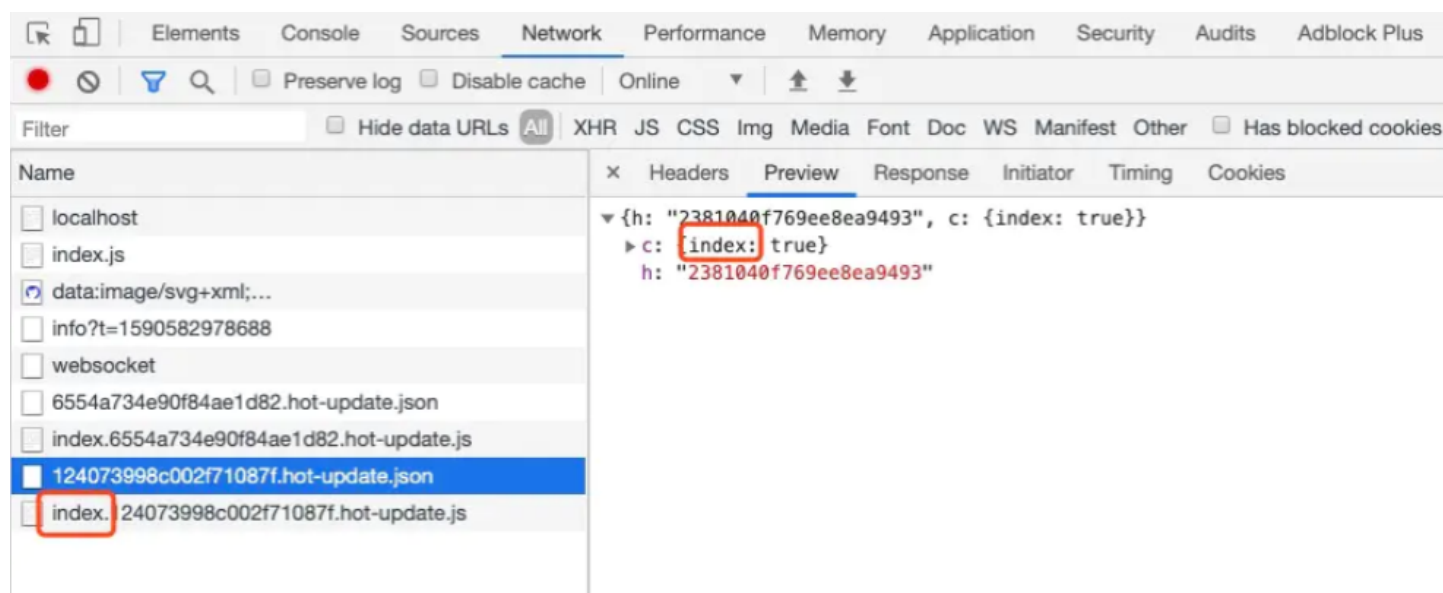 Elements Console Sources Network Performance Memory Application Security Audits Adblock Plus
Preserve log Disable cache Online
Filter Hide data URLs All XHR JS CSS Img Media Font Doc WS Manifest Other Has blocked cookies
Name × Headers Preview Response Initiator Timing Cookies
localhost
{h: "2381040f769ee8ea9493", c: {index: true}}
index.js
c: {index: true}
data:image/svg+xml;...
h: "2381040f769ee8ea9493"
info?t=1590582978688
websocket
6554a734e90f84ae1d82.hot-update.json
index.6554a734e90f84ae1d82.hot-update.js
124073998c002f71087f.hot-update.json
index.124073998c002f71087f.hot-update.js